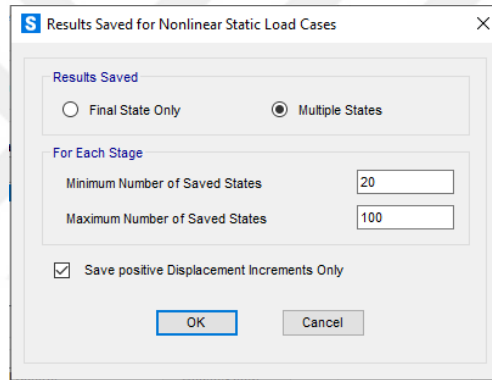 S Results Saved for Nonlinear Static Load Cases
Results Saved
Final State Only Multiple States
For Each Stage
Minimum Number of Saved States 20
Maximum Number of Saved States 100
Save positive Displacement Increments Only
OK Cancel